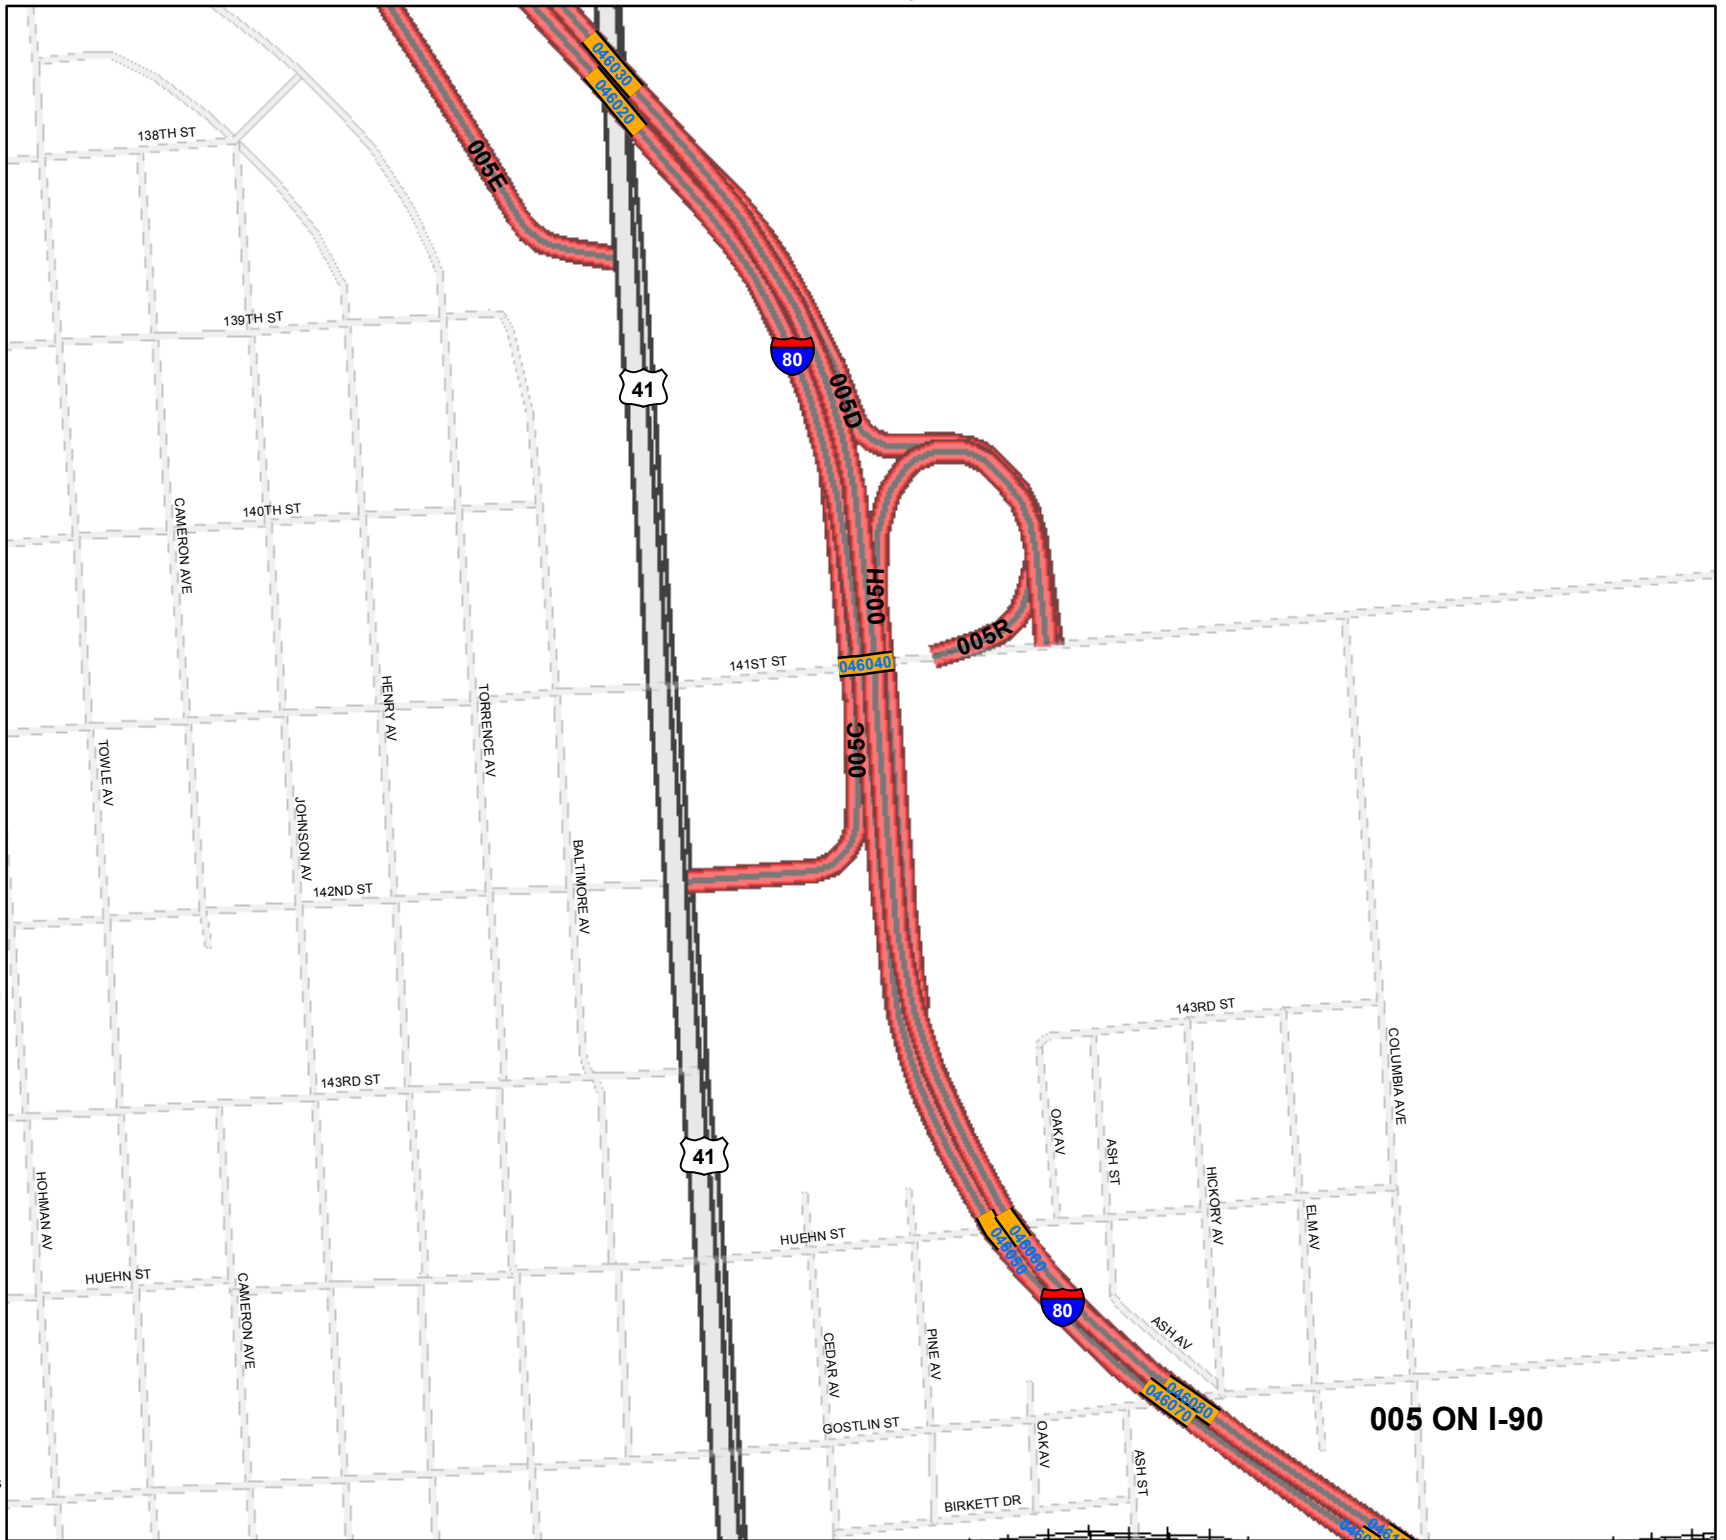 046030
046020
138TH ST
005E
139TH ST
80
41
005D
CAMERON AVE
140TH ST
005H
005R
141ST ST
046040
HENRY AV
TORRENCE AV
TOWLE AV
005C
JOHNSON AV
BALTIMORE AV
142ND ST
143RD ST
COLUMBIA AVE
143RD ST
OAK AV
ASH ST
41
HOHMAN AV
HICKORY AV
ELM AV
HUEHN ST
046060
046050
HUEHN ST
CAMERON AVE
80
ASH AV
CEDAR AV
PINE AV
046080
046070
005 ON I-90
GOSTLIN ST
OAK AV
ASH ST
BIRKETT DR